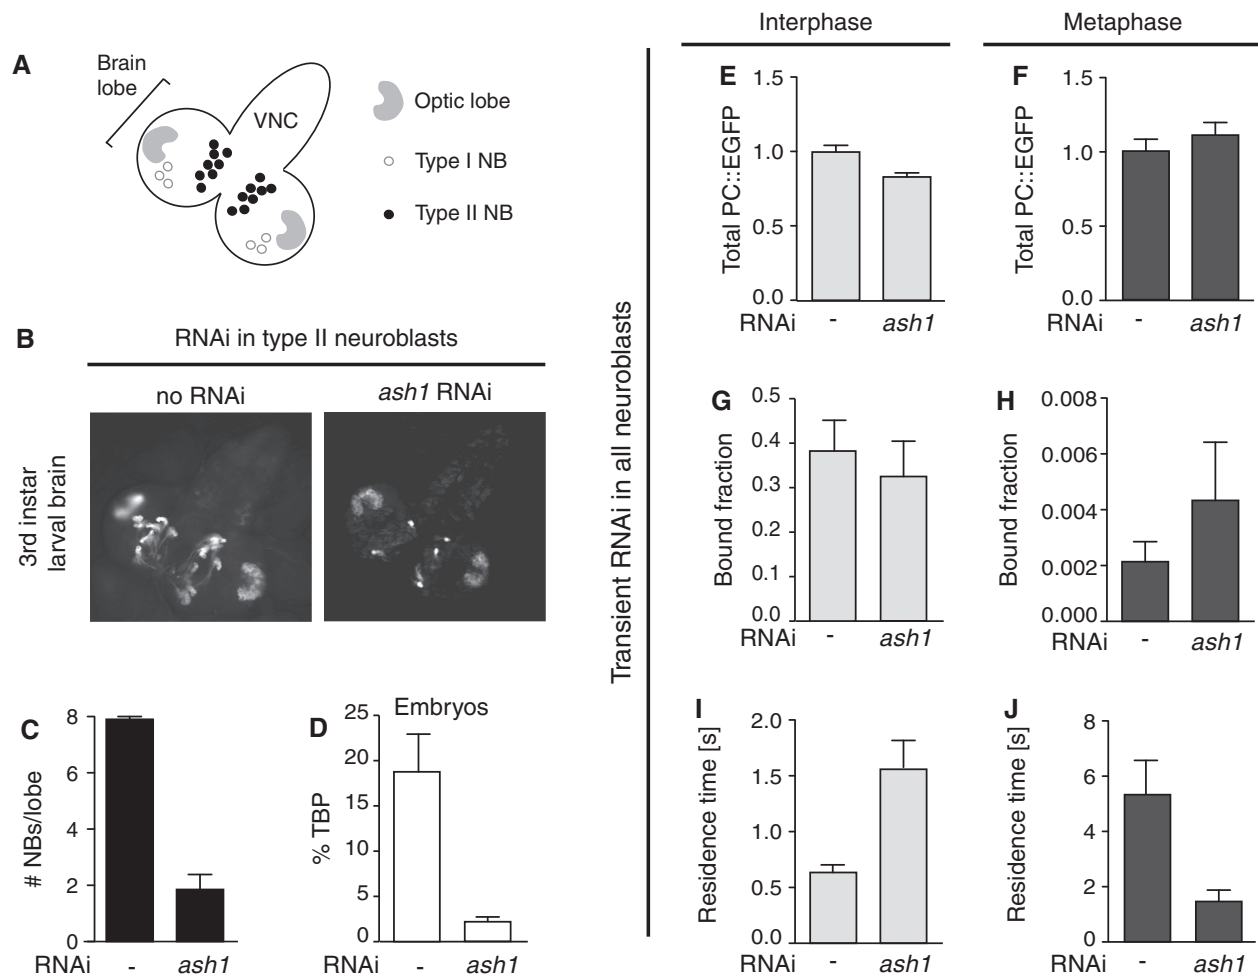 A
Brain
lobe
VNC
Optic lobe
Type I NB
Type II NB
B
RNAi in type II neuroblasts
no RNAi
ash1 RNAi
3rd instar
larval brain
C
# NBs/lobe
8
6
4
2
0
RNAi - ash1
D
Embryos
% TBP
25
20
15
10
5
0
RNAi - ash1
Transient RNAi in all neuroblasts
Interphase
Metaphase
E
Total PC::EGFP
1.5
1.0
0.5
0.0
RNAi - ash1
F
Total PC::EGFP
1.5
1.0
0.5
0.0
RNAi - ash1
G
Bound fraction
0.5
0.4
0.3
0.2
0.1
0.0
RNAi - ash1
H
Bound fraction
0.008
0.006
0.004
0.002
0.000
RNAi - ash1
I
Residence time [s]
2.0
1.5
1.0
0.5
0.0
RNAi - ash1
J
Residence time [s]
8
6
4
2
0
RNAi - ash1